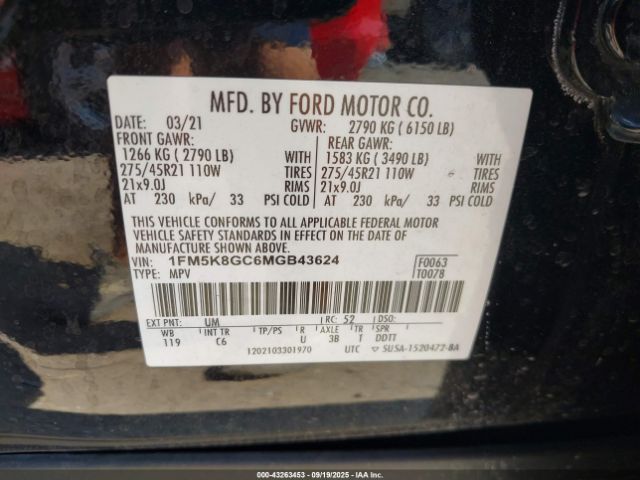 MFD. BY FORD MOTOR CO.
DATE: 03/21 GVWR: 2790 KG ( 6150 LB)
FRONT GAWR: REAR GAWR:
1266 KG ( 2790 LB) WITH 1583 KG ( 3490 LB) WITH
275/45R21 110W TIRES 275/45R21 110W TIRES
21x9.0J RIMS 21x9.0J RIMS
AT 230 kPa/ 33 PSI COLD AT 230 kPa/ 33 PSI COLD
THIS VEHICLE CONFORMS TO ALL APPLICABLE FEDERAL MOTOR
VEHICLE SAFETY STANDARDS IN EFFECT ON THE DATE OF
MANUFACTURE SHOWN ABOVE.
VIN: 1FM5K8GC6MGB43624 F0063
TYPE: MPV T0078
EXT PNT: UM RC: 52 DSO:
WB INT TR TP/PS R AXLE TR SPR
119 C6 U 3B T DDTT
1202103301970 UTC ▽ SU5A-1520472-BA
000-43263453 09/19/2025 IAAI.COM